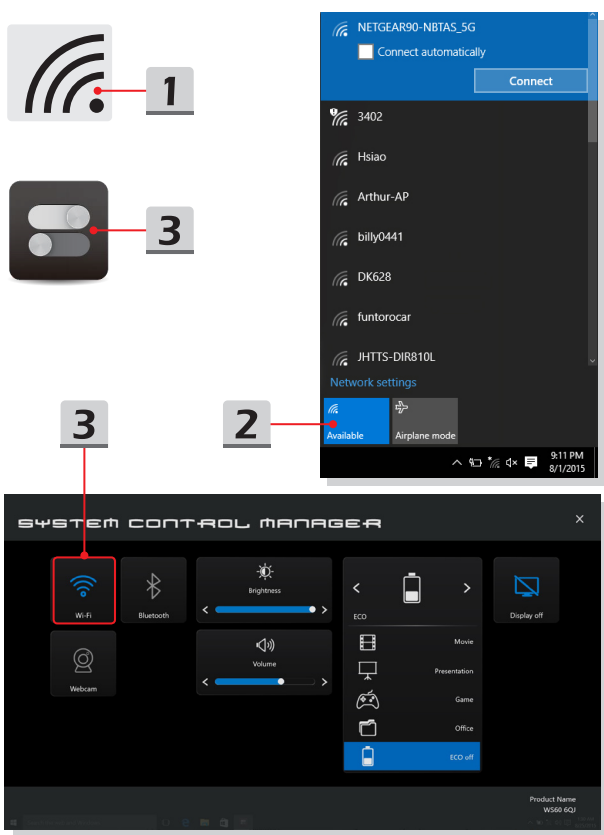 1
3
NETGEAR90-NBTAS_5G
Connect automatically
Connect
3402
Hsiao
Arthur-AP
billy0441
DK628
funtorocar
JHTTS-DIR810L
Network settings
Available
Airplane mode
9:11 PM
8/1/2015
2
3
SYSTEM CONTROL MANAGER
Wi-Fi
Bluetooth
Brightness
ECO
Display off
Webcam
Volume
Movie
Presentation
Game
Office
ECO off
Product Name
WS60 6QJ